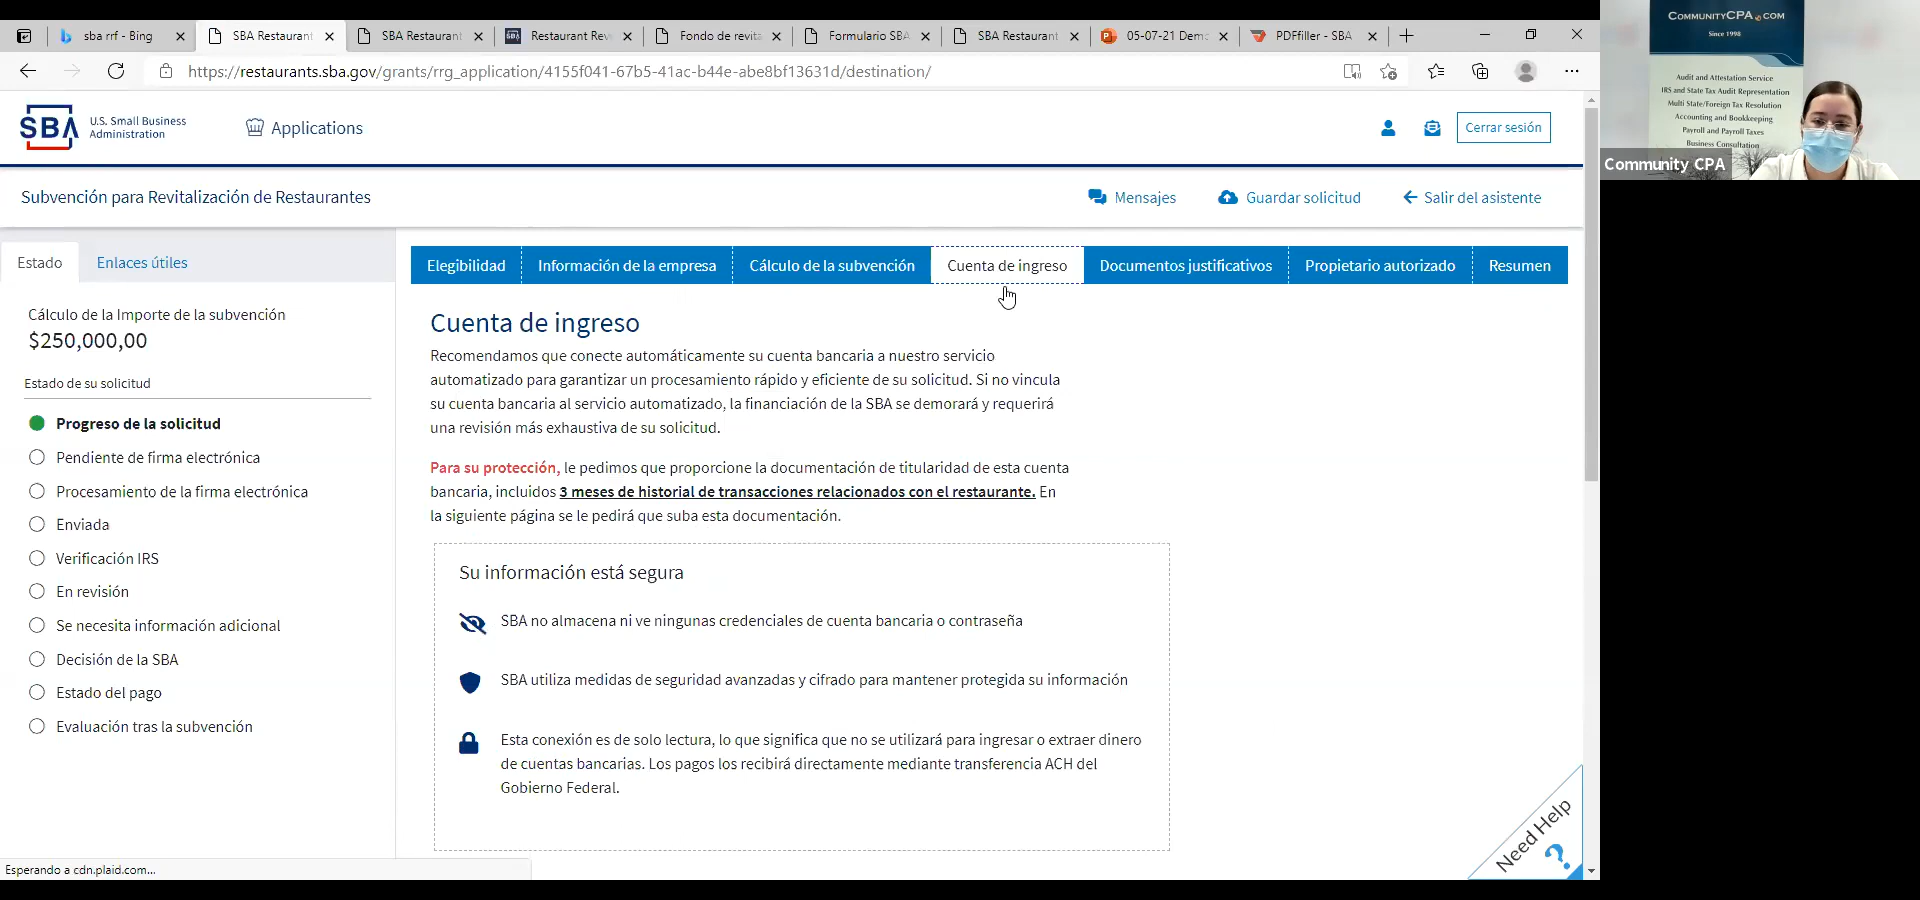 sba rrf - Bing
SBA Restaurant
SBA Restaurant
Restaurant Rev
Fondo de revita
Formulario SBA
SBA Restaurant
05-07-21 Demo
PDFfiller - SBA
https://restaurants.sba.gov/grants/rrg_application/4155f041-67b5-41ac-b44e-abe8bf13631d/destination/
SBA
U.S. Small Business
Administration
Applications
Cerrar sesión
Subvención para Revitalización de Restaurantes
Mensajes
Guardar solicitud
Salir del asistente
Estado
Enlaces útiles
Cálculo de la Importe de la subvención
$250,000,00
Estado de su solicitud
Progreso de la solicitud
Pendiente de firma electrónica
Procesamiento de la firma electrónica
Enviada
Verificación IRS
En revisión
Se necesita información adicional
Decisión de la SBA
Estado del pago
Evaluación tras la subvención
Elegibilidad
Información de la empresa
Cálculo de la subvención
Cuenta de ingreso
Documentos justificativos
Propietario autorizado
Resumen
Cuenta de ingreso
Recomendamos que conecte automáticamente su cuenta bancaria a nuestro servicio
automatizado para garantizar un procesamiento rápido y eficiente de su solicitud. Si no vincula
su cuenta bancaria al servicio automatizado, la financiación de la SBA se demorará y requerirá
una revisión más exhaustiva de su solicitud.
Para su protección, le pedimos que proporcione la documentación de titularidad de esta cuenta
bancaria, incluidos 3 meses de historial de transacciones relacionados con el restaurante. En
la siguiente página se le pedirá que suba esta documentación.
Su información está segura
SBA no almacena ni ve ningunas credenciales de cuenta bancaria o contraseña
SBA utiliza medidas de seguridad avanzadas y cifrado para mantener protegida su información
Esta conexión es de solo lectura, lo que significa que no se utilizará para ingresar o extraer dinero
de cuentas bancarias. Los pagos los recibirá directamente mediante transferencia ACH del
Gobierno Federal.
Need Help
?
Esperando a cdn.plaid.com...
COMMUNITYCPA.COM
Since 1998
Audit and Attestation Service
IRS and State Tax Audit Representation
Multi State/Foreign Tax Resolution
Accounting and Bookkeeping
Payroll and Payroll Taxes
Business Consultation
Community CPA